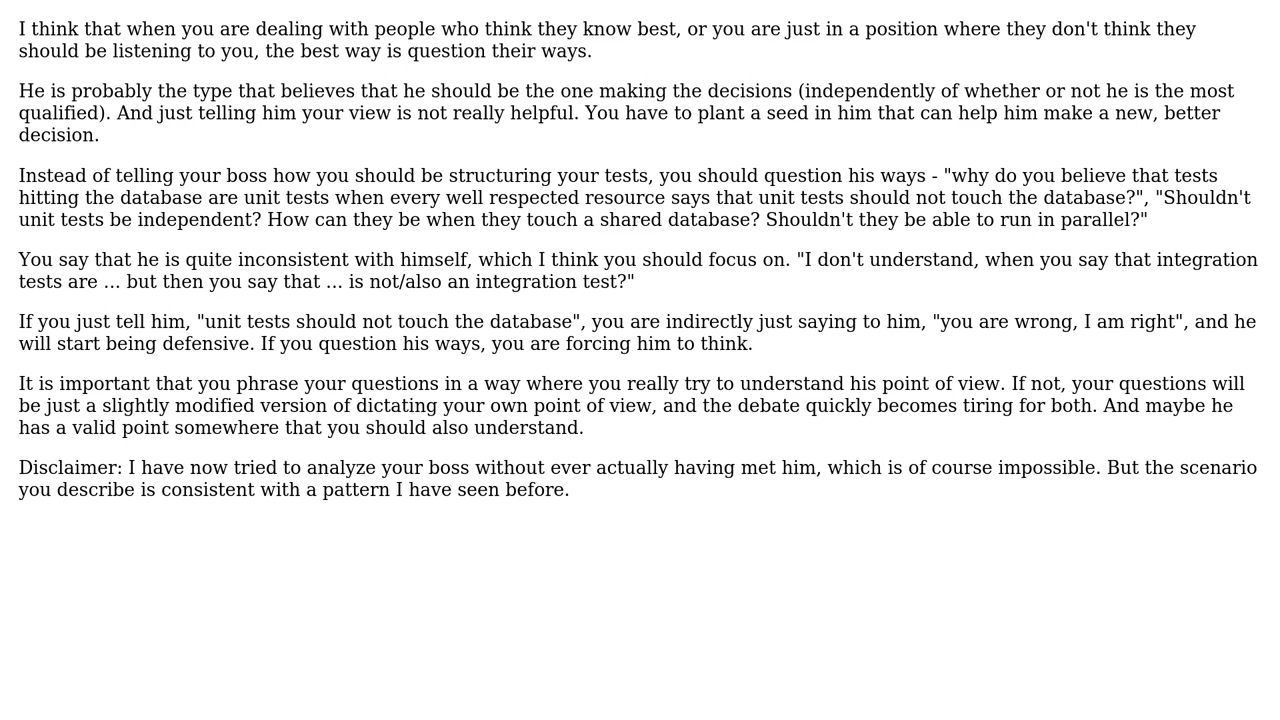 I think that when you are dealing with people who think they know best, or you are just in a position where they don't think they
should be listening to you, the best way is question their ways.
He is probably the type that believes that he should be the one making the decisions (independently of whether or not he is the most
qualified). And just telling him your view is not really helpful. You have to plant a seed in him that can help him make a new, better
decision.
Instead of telling your boss how you should be structuring your tests, you should question his ways - "why do you believe that tests
hitting the database are unit tests when every well respected resource says that unit tests should not touch the database?", "Shouldn't
unit tests be independent? How can they be when they touch a shared database? Shouldn't they be able to run in parallel?"
You say that he is quite inconsistent with himself, which I think you should focus on. "I don't understand, when you say that integration
tests are ... but then you say that ... is not/also an integration test?"
If you just tell him, "unit tests should not touch the database", you are indirectly just saying to him, "you are wrong, I am right", and he
will start being defensive. If you question his ways, you are forcing him to think.
It is important that you phrase your questions in a way where you really try to understand his point of view. If not, your questions will
be just a slightly modified version of dictating your own point of view, and the debate quickly becomes tiring for both. And maybe he
has a valid point somewhere that you should also understand.
Disclaimer: I have now tried to analyze your boss without ever actually having met him, which is of course impossible. But the scenario
you describe is consistent with a pattern I have seen before.